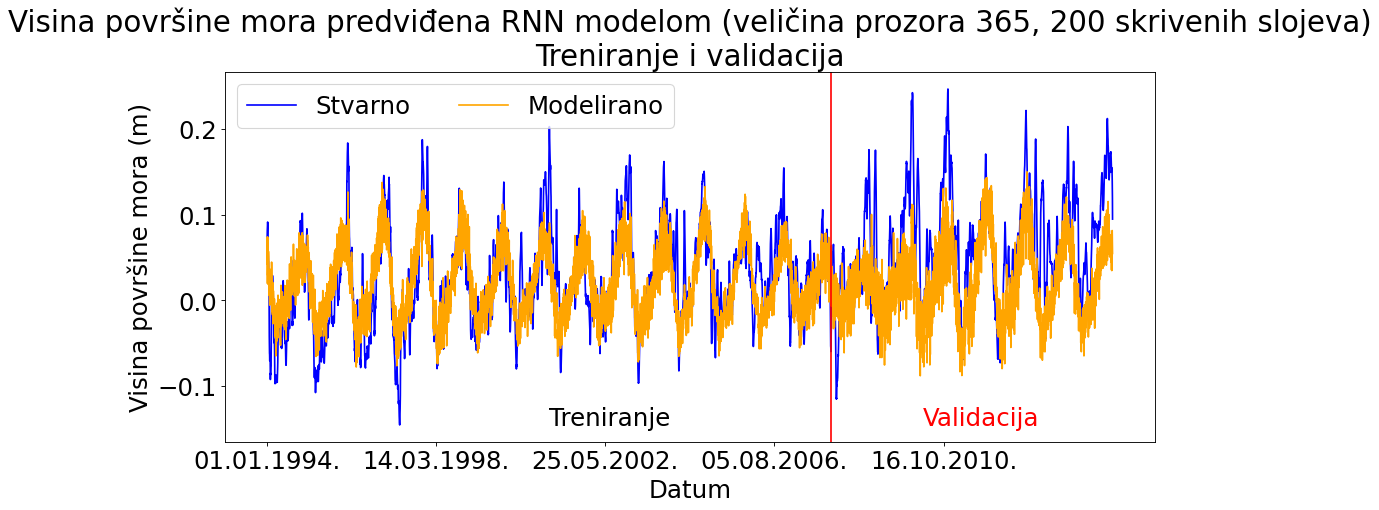 Visina površine mora predviđena RNN modelom (veličina prozora 365, 200 skrivenih slojeva)
Treniranje i validacija
Stvarno
Modelirano
Visina površine mora (m)
0.2
0.1
0.0
−0.1
Treniranje
Validacija
01.01.1994.
14.03.1998.
25.05.2002.
05.08.2006.
16.10.2010.
Datum